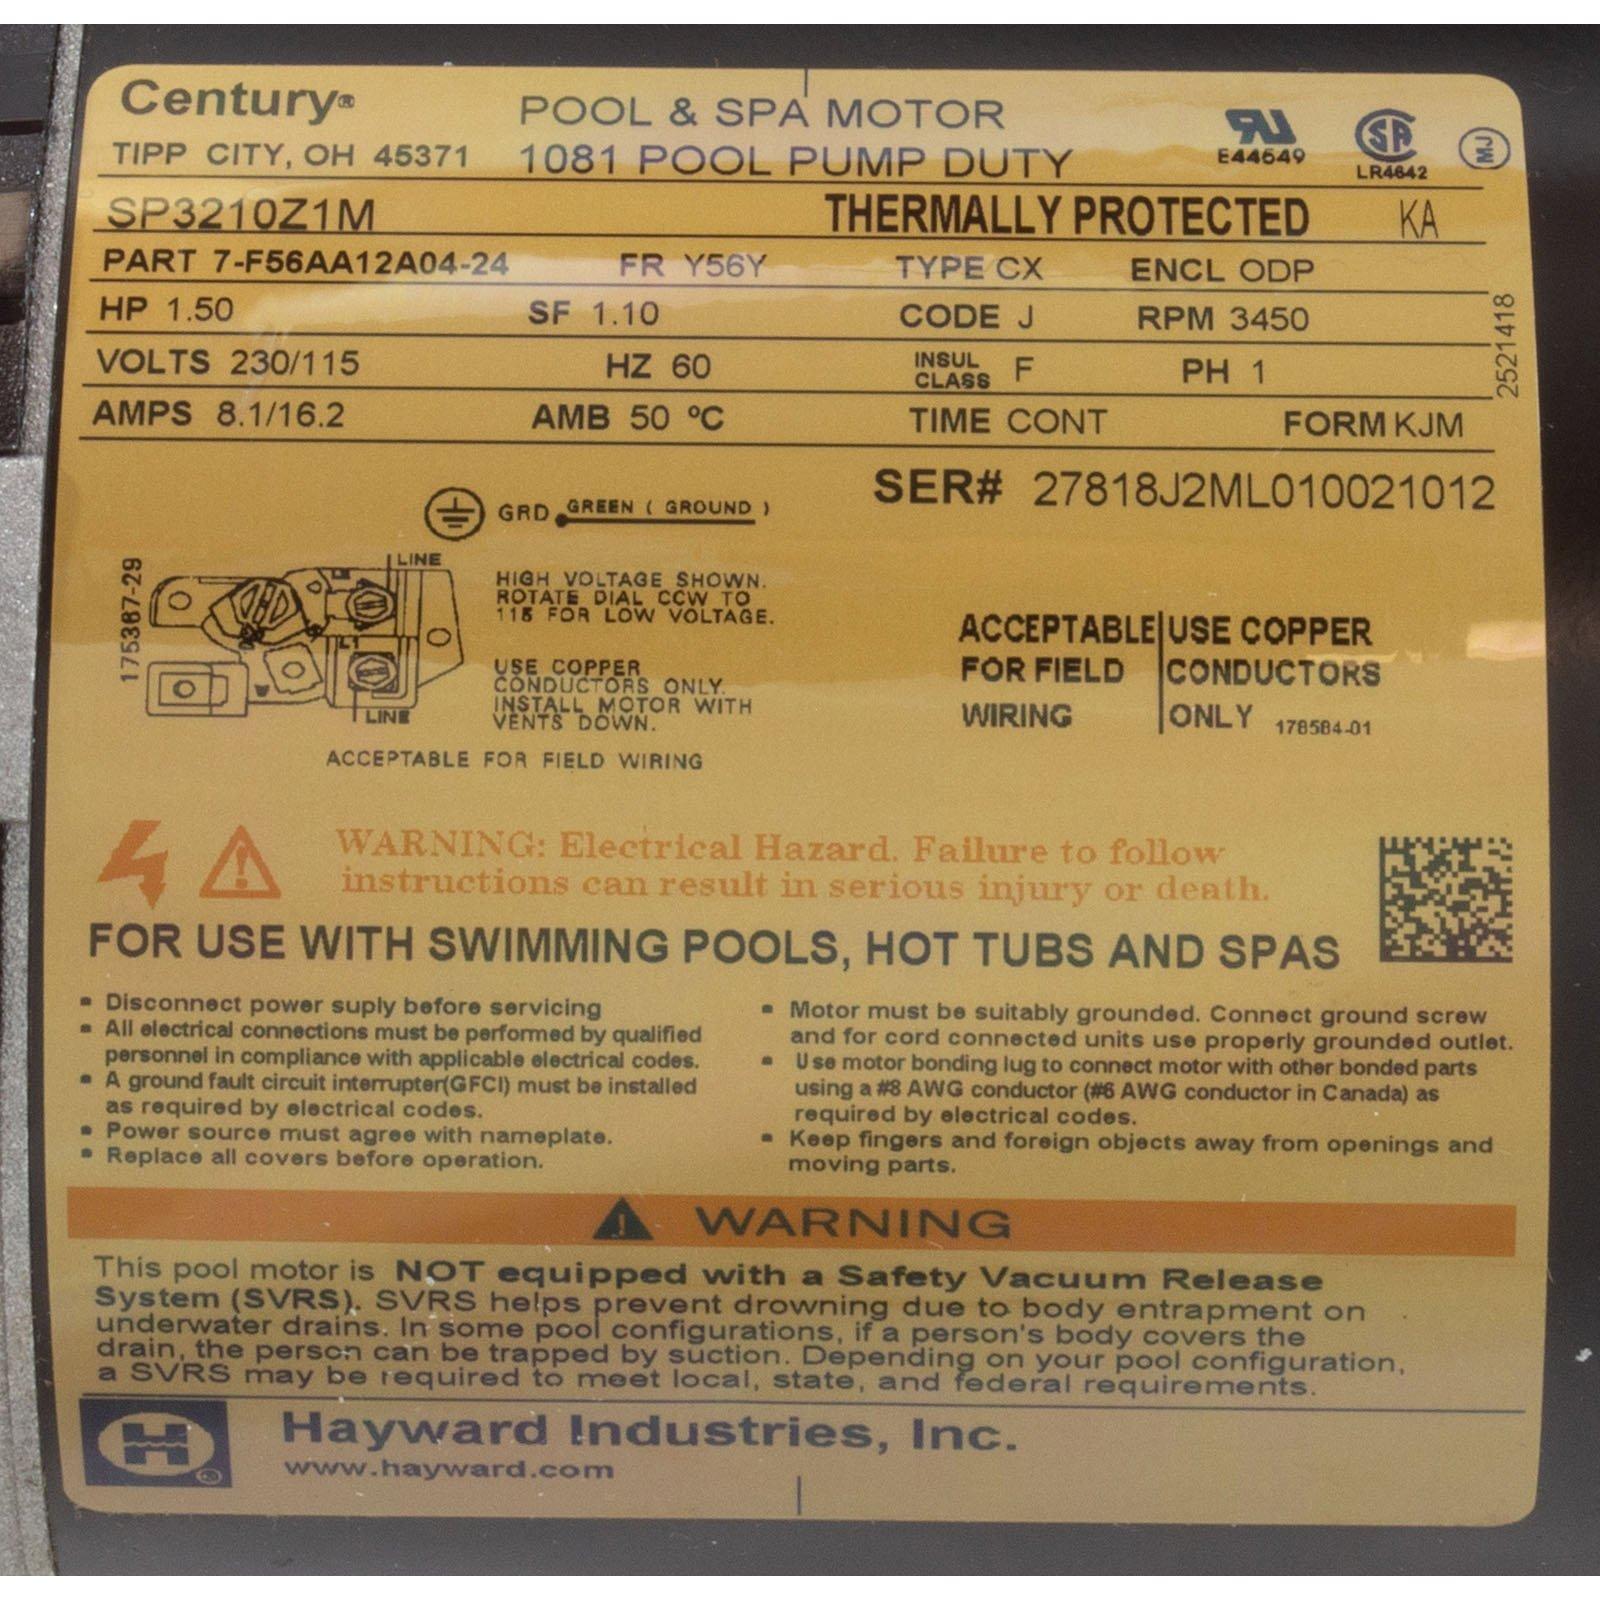 Century®
POOL & SPA MOTOR
TIPP CITY, OH 45371
1081 POOL PUMP DUTY
E44549
SA
LR4642
MJ
SP3210Z1M THERMALLY PROTECTED KA
PART 7-F56AA12A04-24 FR Y56Y TYPE CX ENCL ODP
HP 1.50 SF 1.10 CODE J RPM 3450
VOLTS 230/115 HZ 60 INSUL CLASS F PH 1
AMPS 8.1/16.2 AMB 50 °C TIME CONT FORM KJM
2521418
SER# 27818J2ML010021012
GRD GREEN ( GROUND )
175387-29
LINE
L1
LINE
HIGH VOLTAGE SHOWN.
ROTATE DIAL CCW TO
115 FOR LOW VOLTAGE.
USE COPPER
CONDUCTORS ONLY.
INSTALL MOTOR WITH
VENTS DOWN.
ACCEPTABLE FOR FIELD WIRING
ACCEPTABLE
FOR FIELD
WIRING
USE COPPER
CONDUCTORS
ONLY 178584-01
WARNING: Electrical Hazard. Failure to follow
instructions can result in serious injury or death.
FOR USE WITH SWIMMING POOLS, HOT TUBS AND SPAS
▪ Disconnect power suply before servicing
▪ All electrical connections must be performed by qualified
personnel in compliance with applicable electrical codes.
▪ A ground fault circuit interrupter(GFCI) must be installed
as required by electrical codes.
▪ Power source must agree with nameplate.
▪ Replace all covers before operation.
▪ Motor must be suitably grounded. Connect ground screw
and for cord connected units use properly grounded outlet.
▪ Use motor bonding lug to connect motor with other bonded parts
using a #8 AWG conductor (#6 AWG conductor in Canada) as
required by electrical codes.
▪ Keep fingers and foreign objects away from openings and
moving parts.
WARNING
This pool motor is NOT equipped with a Safety Vacuum Release
System (SVRS). SVRS helps prevent drowning due to body entrapment on
underwater drains. In some pool configurations, if a person's body covers the
drain, the person can be trapped by suction. Depending on your pool configuration,
a SVRS may be required to meet local, state, and federal requirements.
H®
Hayward Industries, Inc.
www.hayward.com